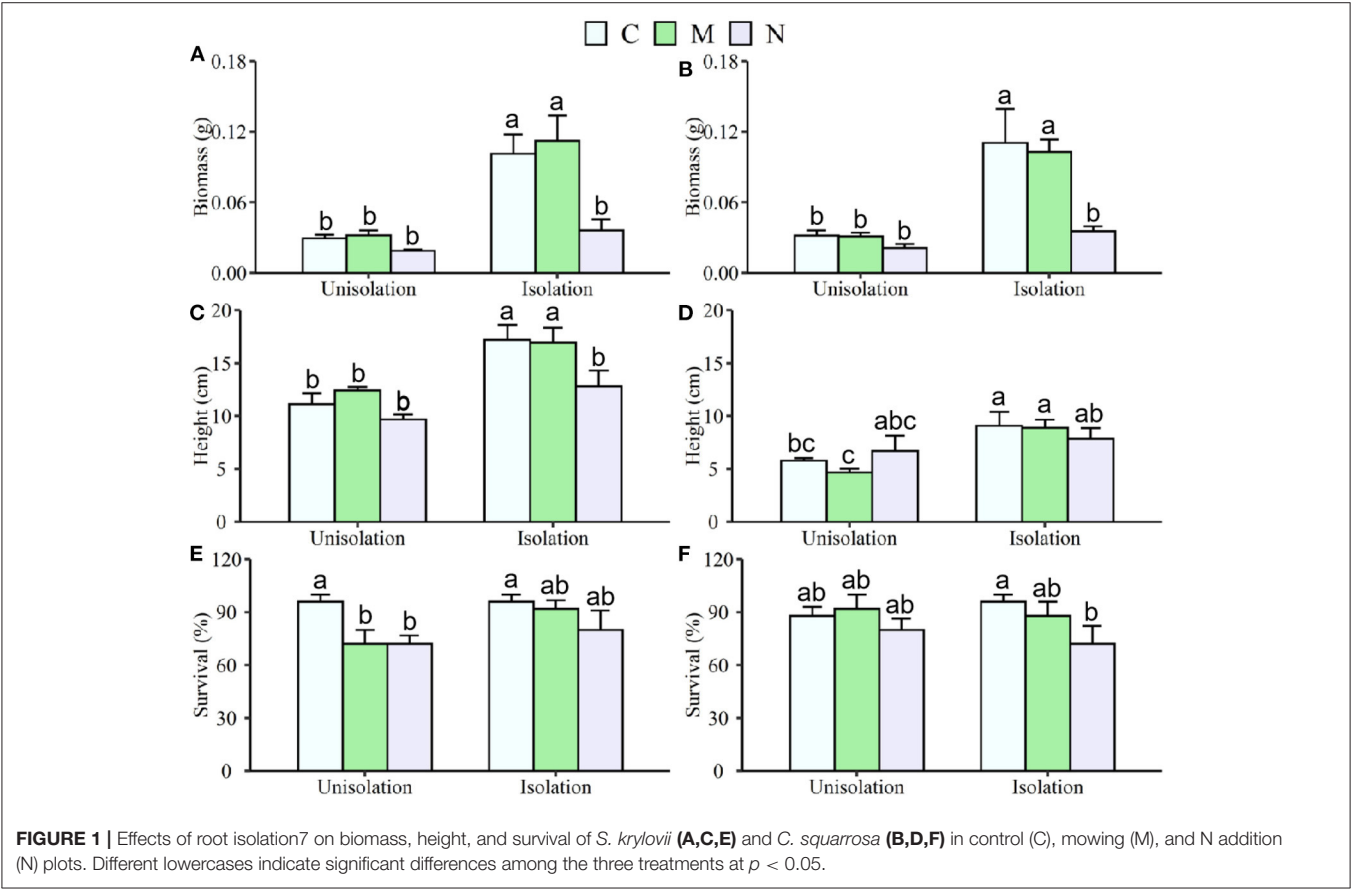 C M N
A
0.18
0.12
0.06
0.00
Biomass (g)
b b b
a a b
Unisolation Isolation
B
0.18
0.12
0.06
0.00
Biomass (g)
b b b
a a b
Unisolation Isolation
C
20
15
10
5
0
Height (cm)
b b b
a a b
Unisolation Isolation
D
20
15
10
5
0
Height (cm)
bc c abc
a a ab
Unisolation Isolation
E
120
90
60
30
0
Survival (%)
a b b
a ab ab
Unisolation Isolation
F
120
90
60
30
0
Survival (%)
ab ab ab
a ab b
Unisolation Isolation
FIGURE 1 | Effects of root isolation7 on biomass, height, and survival of S. krylovii (A,C,E) and C. squarrosa (B,D,F) in control (C), mowing (M), and N addition
(N) plots. Different lowercases indicate significant differences among the three treatments at p < 0.05.